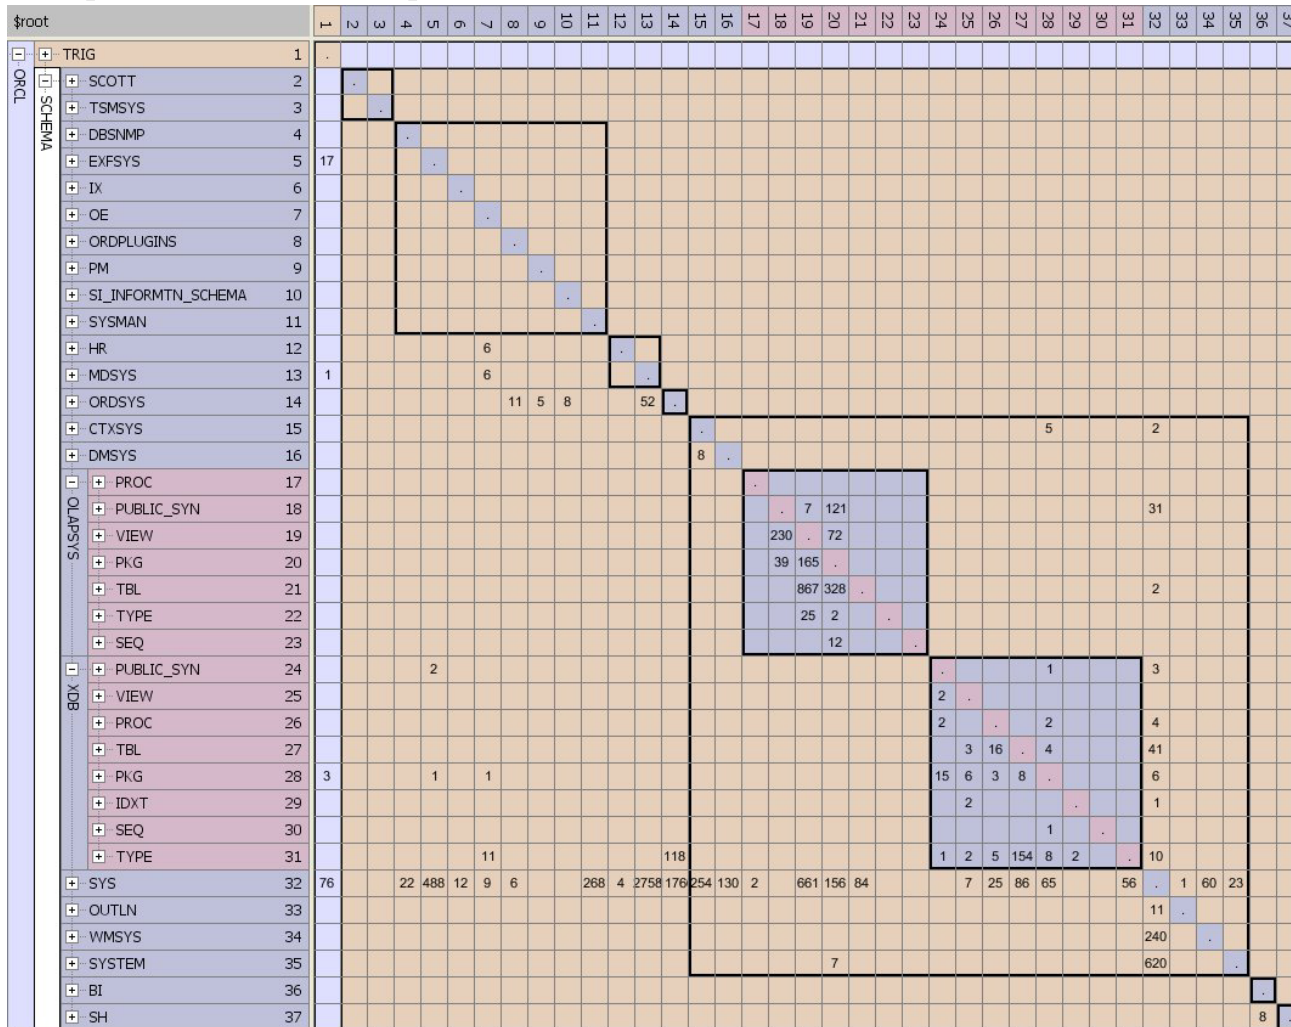 $root 1 2 3 4 5 6 7 8 9 10 11 12 13 14 15 16 17 18 19 20 21 22 23 24 25 26 27 28 29 30 31 32 33 34 35 36 37
ORCL
SCHEMA
TRIG 1 .
SCOTT 2 .
TSMSYS 3 .
DBSNMP 4 .
EXFSYS 5 17 .
IX 6 .
OE 7 .
ORDPLUGINS 8 .
PM 9 .
SI_INFORMTN_SCHEMA 10 .
SYSMAN 11 .
HR 12 6 .
MDSYS 13 1 6 .
ORDSYS 14 11 5 8 52 .
CTXSYS 15 . 5 2
DMSYS 16 8 .
OLAPSYS
PROC 17 .
PUBLIC_SYN 18 . 7 121 31
VIEW 19 230 . 72
PKG 20 39 165 .
TBL 21 867 328 . 2
TYPE 22 25 2 .
SEQ 23 12 .
XDB
PUBLIC_SYN 24 2 . 1 3
VIEW 25 2 .
PROC 26 2 . 2 4
TBL 27 3 16 . 4 41
PKG 28 3 1 1 15 6 3 8 . 6
IDXT 29 2 . 1
SEQ 30 1 .
TYPE 31 11 118 1 2 5 154 8 2 . 10
SYS 32 76 22 488 12 9 6 268 4 2758 254 130 2 661 156 84 7 25 86 65 56 . 1 60 23
OUTLN 33 11 .
WMSYS 34 240 .
SYSTEM 35 7 620 .
BI 36 .
SH 37 8 .